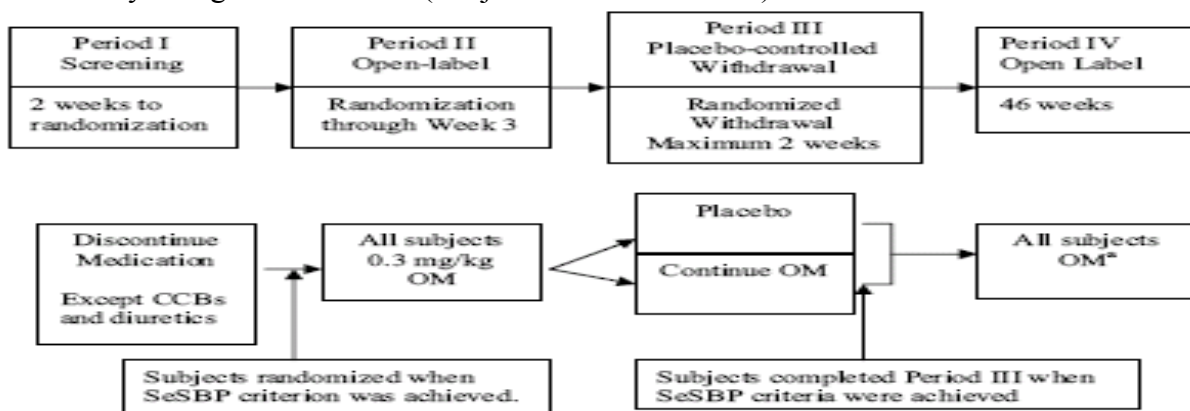 Period I
Screening
2 weeks to
randomization
Period II
Open-label
Randomization
through Week 3
Period III
Placebo-controlled
Withdrawal
Randomized
Withdrawal
Maximum 2 weeks
Period IV
Open Label
46 weeks
Discontinue
Medication
Except CCBs
and diuretics
All subjects
0.3 mg/kg
OM
Placebo
Continue OM
All subjects
OMª
Subjects randomized when
SeSBP criterion was achieved.
Subjects completed Period III when
SeSBP criteria were achieved